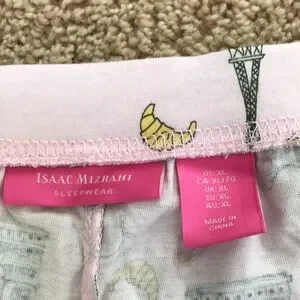 ISAAC MIZRAHI
SLEEPWEAR
US: XL
CA: XL/TG
UK: XL
EU: XL
AU: XL
MADE IN
CHINA